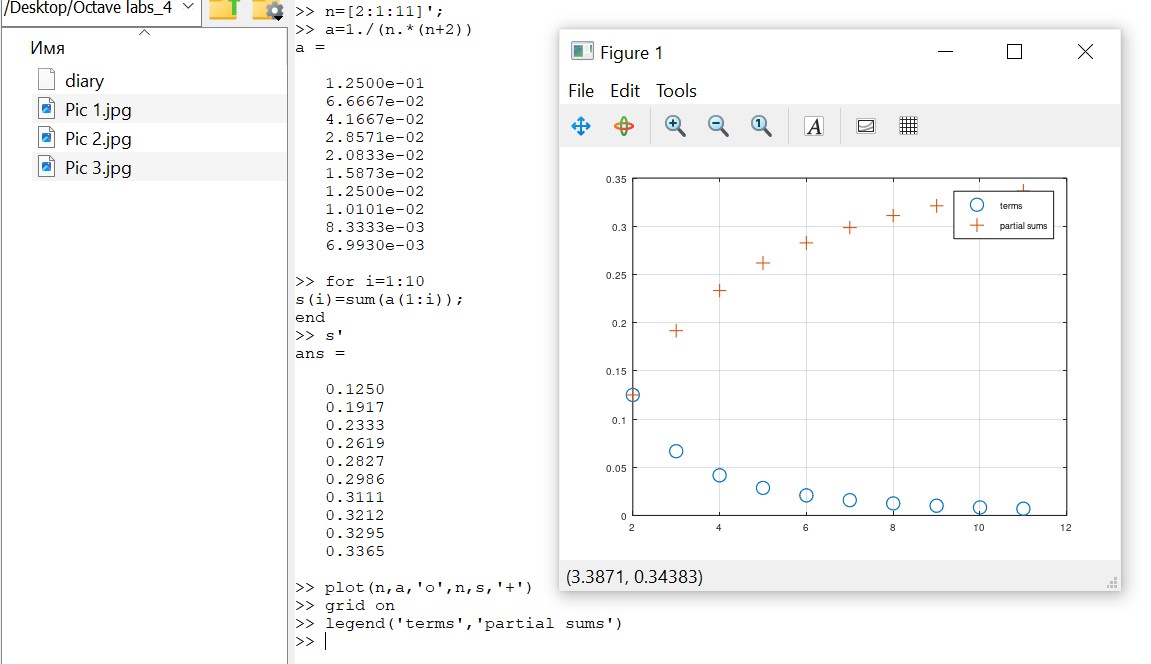 /Desktop/Octave labs_4
Имя
diary
Pic 1.jpg
Pic 2.jpg
Pic 3.jpg
>> n=[2:1:11]';
>> a=1./(n.*(n+2))
a =
1.2500e-01
6.6667e-02
4.1667e-02
2.8571e-02
2.0833e-02
1.5873e-02
1.2500e-02
1.0101e-02
8.3333e-03
6.9930e-03
>> for i=1:10
s(i)=sum(a(1:i));
end
>> s'
ans =
0.1250
0.1917
0.2333
0.2619
0.2827
0.2986
0.3111
0.3212
0.3295
0.3365
>> plot(n,a,'o',n,s,'+')
>> grid on
>> legend('terms','partial sums')
>>
Figure 1
File Edit Tools
1 A
0.35
0.3
0.25
0.2
0.15
0.1
0.05
0
2 4 6 8 10 12
terms
partial sums
(3.3871, 0.34383)